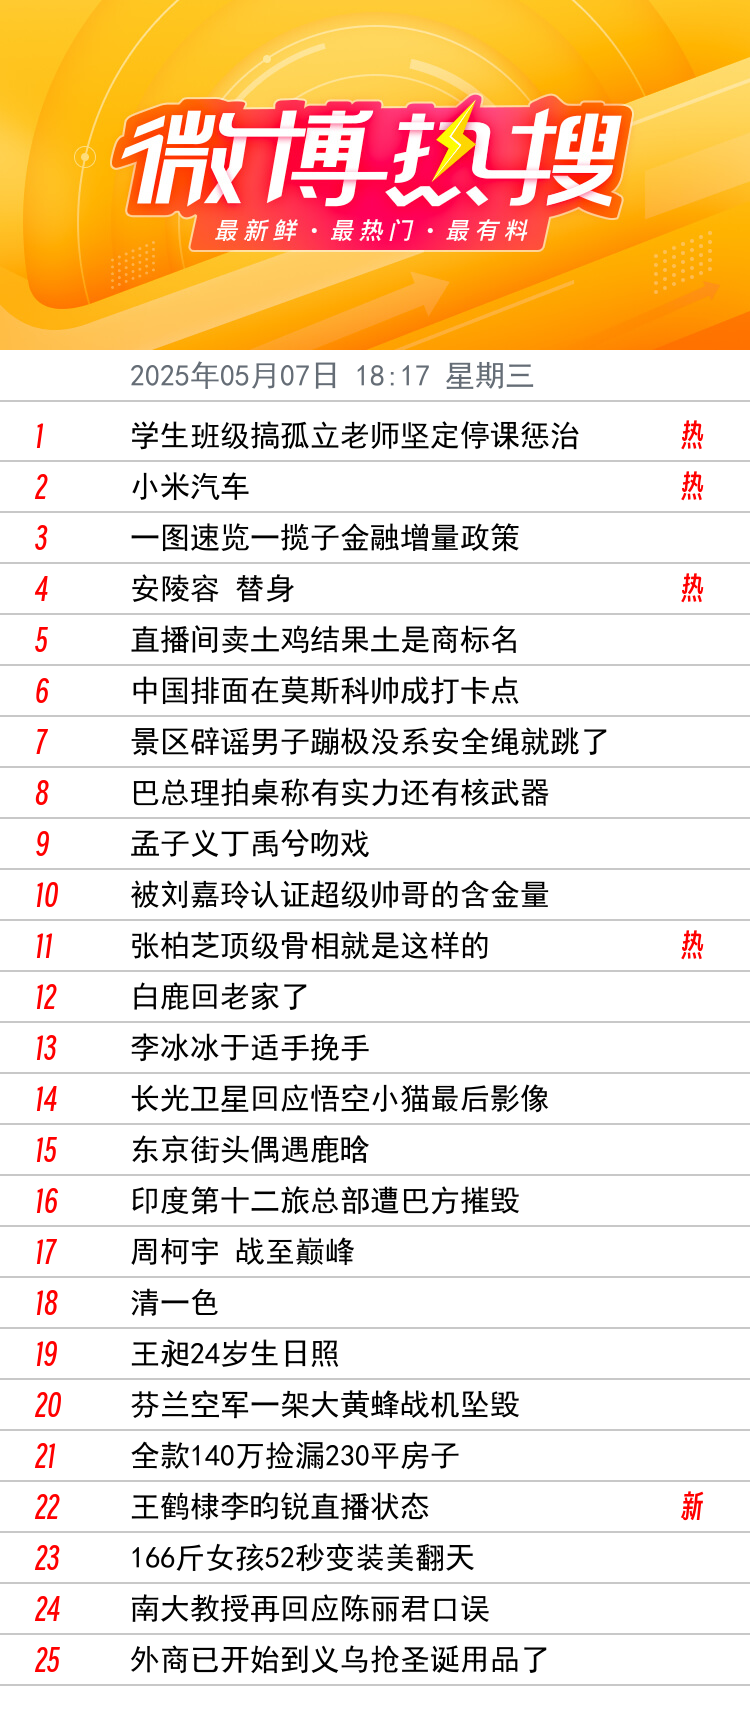 微博热搜
最新鲜·最热门·最有料
2025年05月07日 18:17 星期三
1 学生班级搞孤立老师坚定停课惩治 热
2 小米汽车 热
3 一图速览一揽子金融增量政策
4 安陵容 替身 热
5 直播间卖土鸡结果土是商标名
6 中国排面在莫斯科帅成打卡点
7 景区辟谣男子蹦极没系安全绳就跳了
8 巴总理拍桌称有实力还有核武器
9 孟子义丁禹兮吻戏
10 被刘嘉玲认证超级帅哥的含金量
11 张柏芝顶级骨相就是这样的 热
12 白鹿回老家了
13 李冰冰于适手挽手
14 长光卫星回应悟空小猫最后影像
15 东京街头偶遇鹿晗
16 印度第十二旅总部遭巴方摧毁
17 周柯宇 战至巅峰
18 清一色
19 王昶24岁生日照
20 芬兰空军一架大黄蜂战机坠毁
21 全款140万捡漏230平房子
22 王鹤棣李昀锐直播状态 新
23 166斤女孩52秒变装美翻天
24 南大教授再回应陈丽君口误
25 外商已开始到义乌抢圣诞用品了